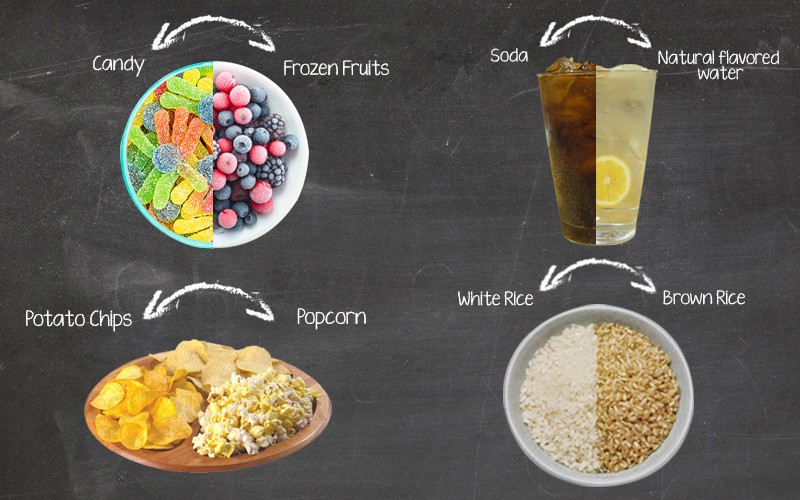 Candy
Frozen Fruits
Soda
Natural flavored
water
Potato Chips
Popcorn
White Rice
Brown Rice